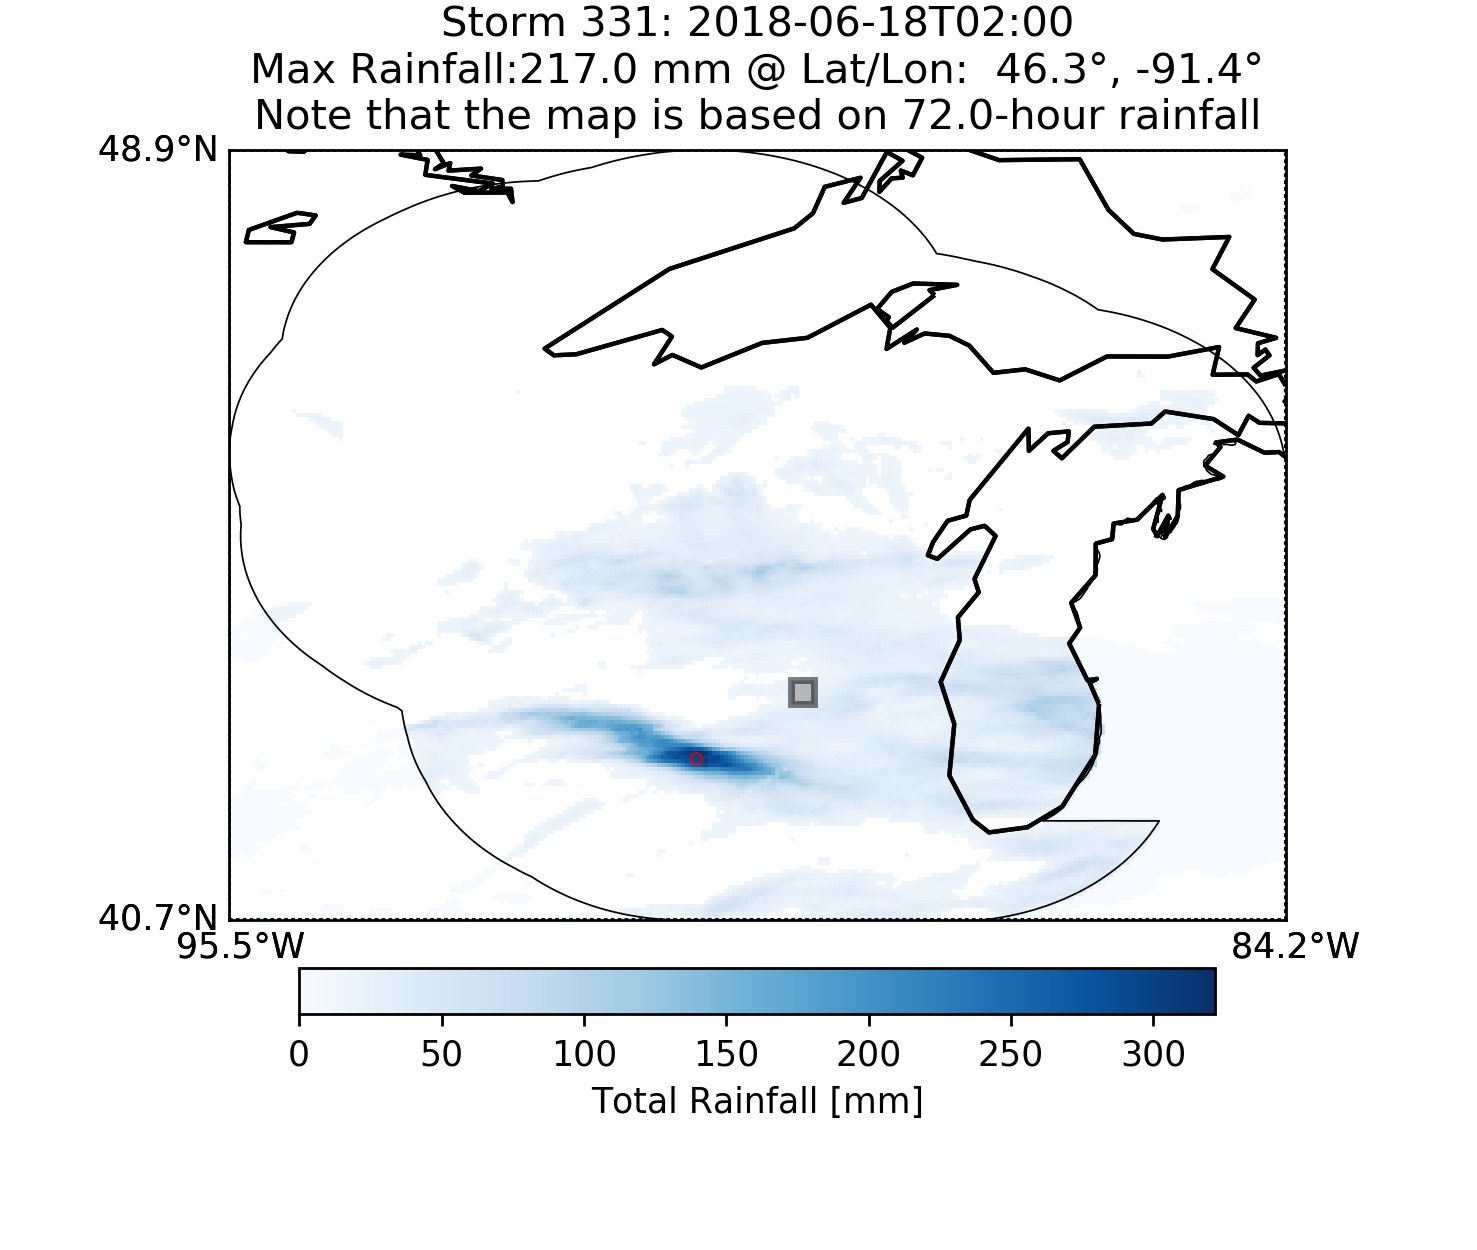 Storm 331: 2018-06-18T02:00
Max Rainfall:217.0 mm @ Lat/Lon:  46.3°, -91.4°
Note that the map is based on 72.0-hour rainfall
48.9°N
40.7°N
95.5°W 84.2°W
0 50 100 150 200 250 300
Total Rainfall [mm]